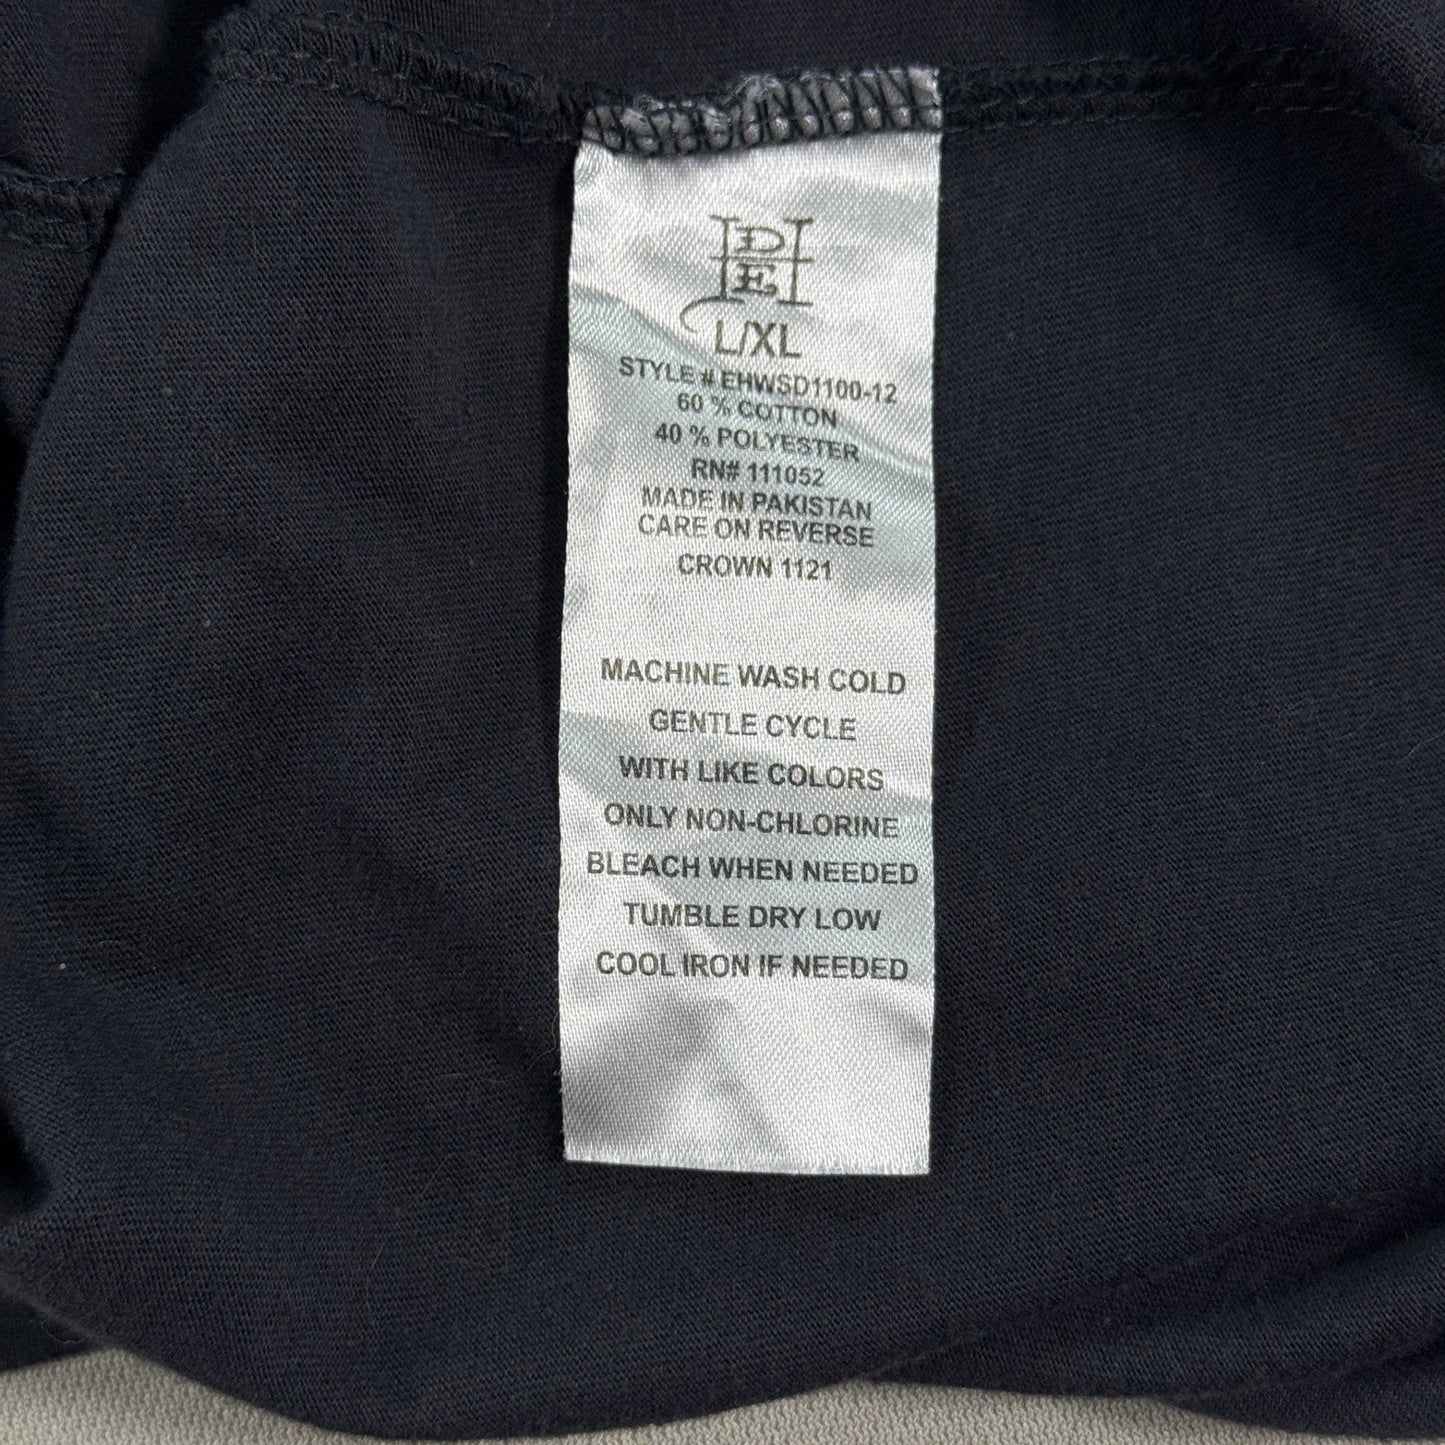 DEH
L/XL
STYLE # EHWSD1100-12
60 % COTTON
40 % POLYESTER
RN# 111052
MADE IN PAKISTAN
CARE ON REVERSE
CROWN 1121
MACHINE WASH COLD
GENTLE CYCLE
WITH LIKE COLORS
ONLY NON-CHLORINE
BLEACH WHEN NEEDED
TUMBLE DRY LOW
COOL IRON IF NEEDED